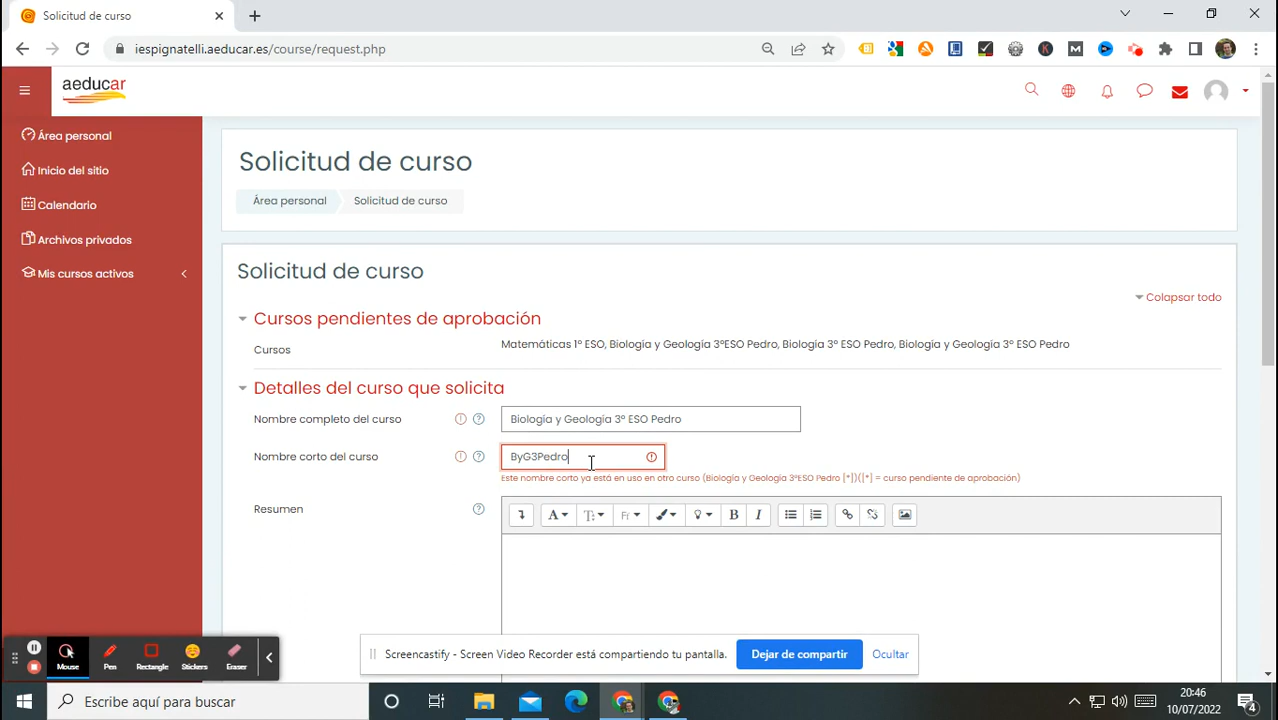 Solicitud de curso
iespignatelli.aeducar.es/course/request.php
aeducar
Área personal
Inicio del sitio
Calendario
Archivos privados
Mis cursos activos
Solicitud de curso
Área personal
Solicitud de curso
Solicitud de curso
Colapsar todo
Cursos pendientes de aprobación
Cursos
Matemáticas 1º ESO, Biología y Geología 3ºESO Pedro, Biología 3º ESO Pedro, Biología y Geología 3º ESO Pedro
Detalles del curso que solicita
Nombre completo del curso
Biología y Geología 3º ESO Pedro
Nombre corto del curso
ByG3Pedro
Este nombre corto ya está en uso en otro curso (Biología y Geología 3ºESO Pedro [*])([*] = curso pendiente de aprobación)
Resumen
Screencastify - Screen Video Recorder está compartiendo tu pantalla.
Dejar de compartir
Ocultar
Mouse
Pen
Rectangle
Stickers
Eraser
Escribe aquí para buscar
20:46
10/07/2022
4